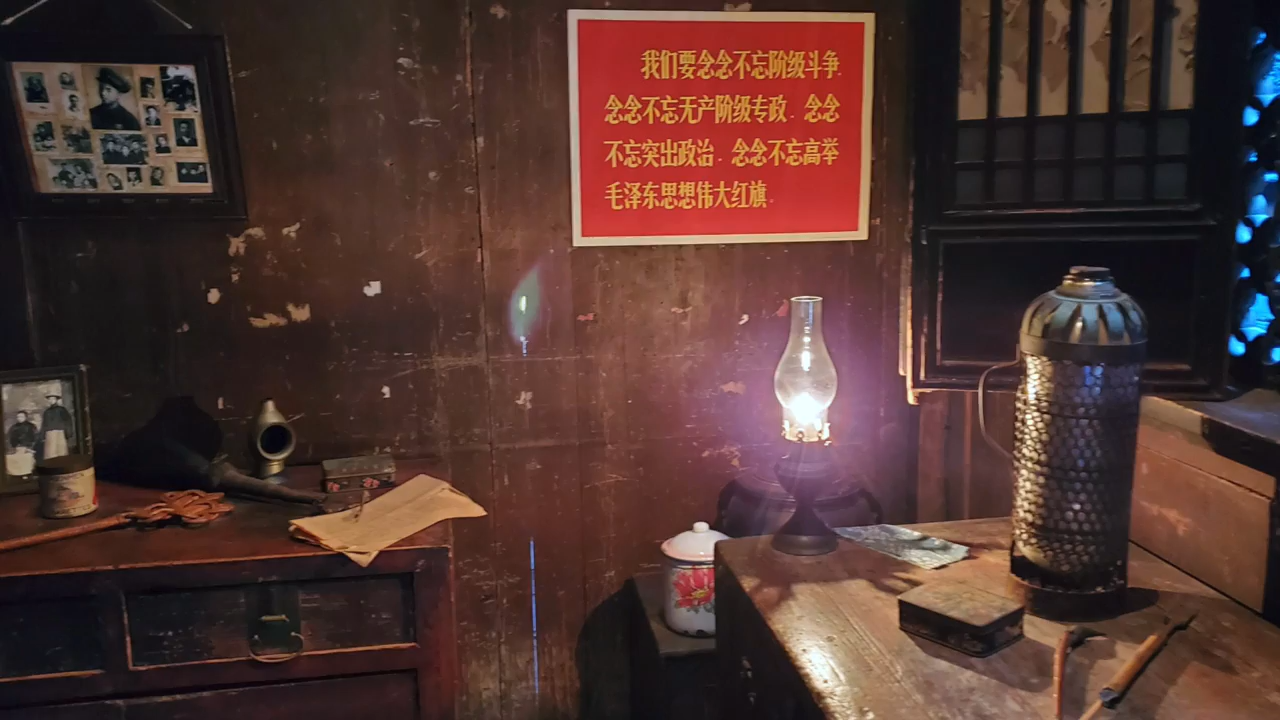 我们要念念不忘阶级斗争.
念念不忘无产阶级专政.念念
不忘突出政治.念念不忘高举
毛泽东思想伟大红旗.